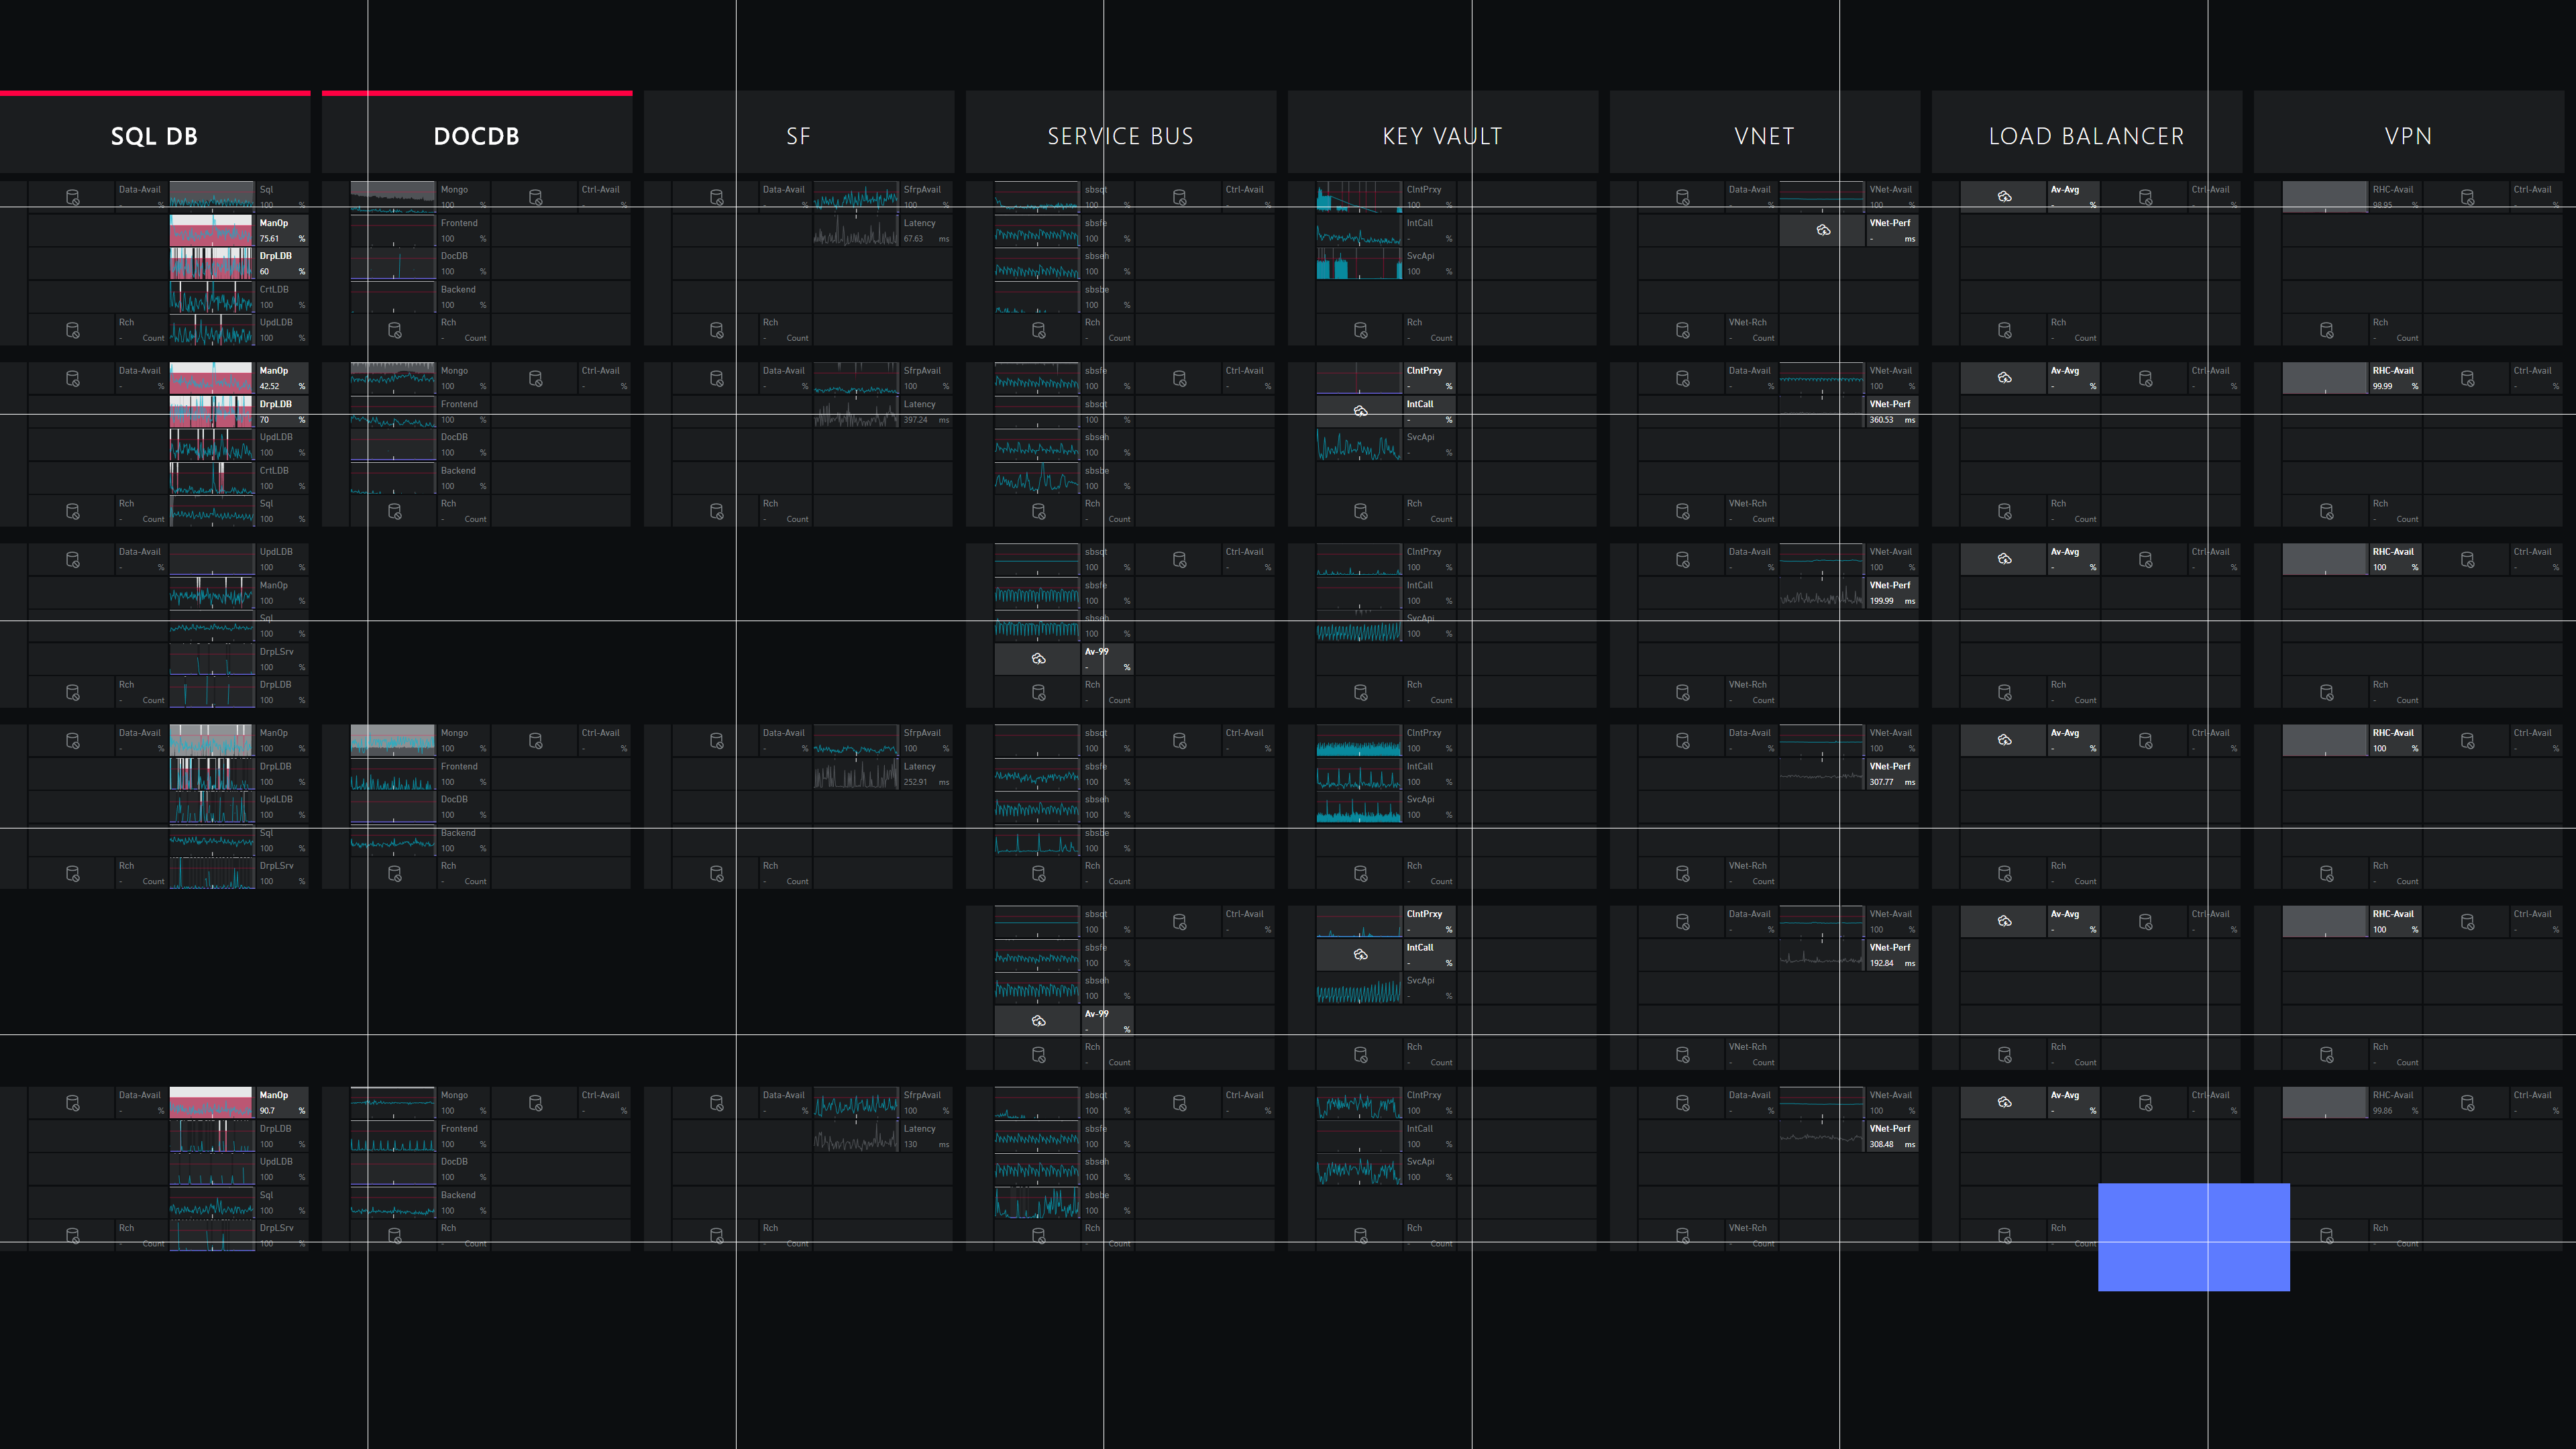 SQL DB
DOCDB
SF
SERVICE BUS
KEY VAULT
VNET
LOAD BALANCER
VPN
Data-Avail
- %
Sql
100 %
ManOp
75.61 %
DrpLDB
60 %
CrtLDB
100 %
Rch
- Count
UpdLDB
100 %
Mongo
100 %
Ctrl-Avail
- %
Frontend
100 %
DocDB
100 %
Backend
100 %
Rch
- Count
Data-Avail
- %
SfrpAvail
100 %
Latency
67.63 ms
Rch
- Count
sbsqt
100 %
Ctrl-Avail
- %
sbsfe
100 %
sbseh
100 %
sbsbe
100 %
Rch
- Count
ClntPrxy
100 %
IntCall
- %
SvcApi
100 %
Rch
- Count
Data-Avail
- %
VNet-Avail
100 %
VNet-Perf
- ms
VNet-Rch
- Count
Av-Avg
- %
Ctrl-Avail
- %
Rch
- Count
RHC-Avail
98.95 %
Ctrl-Avail
- %
Rch
- Count
Data-Avail
- %
ManOp
42.52 %
DrpLDB
70 %
UpdLDB
100 %
CrtLDB
100 %
Rch
- Count
Sql
100 %
Mongo
100 %
Ctrl-Avail
- %
Frontend
100 %
DocDB
100 %
Backend
100 %
Rch
- Count
Data-Avail
- %
SfrpAvail
100 %
Latency
397.24 ms
Rch
- Count
sbsfe
100 %
Ctrl-Avail
- %
sbsqt
100 %
sbseh
100 %
sbsbe
100 %
Rch
- Count
ClntPrxy
- %
IntCall
- %
SvcApi
- %
Rch
- Count
Data-Avail
- %
VNet-Avail
100 %
VNet-Perf
360.53 ms
VNet-Rch
- Count
Av-Avg
- %
Ctrl-Avail
- %
Rch
- Count
RHC-Avail
99.99 %
Ctrl-Avail
- %
Rch
- Count
Data-Avail
- %
UpdLDB
100 %
ManOp
100 %
Sql
100 %
DrpLSrv
100 %
Rch
- Count
DrpLDB
100 %
sbsqt
100 %
Ctrl-Avail
- %
sbsfe
100 %
sbseh
100 %
Av-99
- %
Rch
- Count
ClntPrxy
100 %
IntCall
100 %
SvcApi
100 %
Rch
- Count
Data-Avail
- %
VNet-Avail
100 %
VNet-Perf
199.99 ms
VNet-Rch
- Count
Av-Avg
- %
Ctrl-Avail
- %
Rch
- Count
RHC-Avail
100 %
Ctrl-Avail
- %
Rch
- Count
Data-Avail
- %
ManOp
100 %
DrpLDB
100 %
UpdLDB
100 %
Sql
100 %
Rch
- Count
DrpLSrv
100 %
Mongo
100 %
Ctrl-Avail
- %
Frontend
100 %
DocDB
100 %
Backend
100 %
Rch
- Count
Data-Avail
- %
SfrpAvail
100 %
Latency
252.91 ms
Rch
- Count
sbsqt
100 %
Ctrl-Avail
- %
sbsfe
100 %
sbseh
100 %
sbsbe
100 %
Rch
- Count
ClntPrxy
100 %
IntCall
100 %
SvcApi
100 %
Rch
- Count
Data-Avail
- %
VNet-Avail
100 %
VNet-Perf
307.77 ms
VNet-Rch
- Count
Av-Avg
- %
Ctrl-Avail
- %
Rch
- Count
RHC-Avail
100 %
Ctrl-Avail
- %
Rch
- Count
sbsqt
100 %
Ctrl-Avail
- %
sbsfe
100 %
sbseh
100 %
Av-99
- %
Rch
- Count
ClntPrxy
- %
IntCall
- %
SvcApi
- %
Rch
- Count
Data-Avail
- %
VNet-Avail
100 %
VNet-Perf
192.84 ms
VNet-Rch
- Count
Av-Avg
- %
Ctrl-Avail
- %
Rch
- Count
RHC-Avail
100 %
Ctrl-Avail
- %
Rch
- Count
Data-Avail
- %
ManOp
90.7 %
DrpLDB
100 %
UpdLDB
100 %
Sql
100 %
Rch
- Count
DrpLSrv
100 %
Mongo
100 %
Ctrl-Avail
- %
Frontend
100 %
DocDB
100 %
Backend
100 %
Rch
- Count
Data-Avail
- %
SfrpAvail
100 %
Latency
130 ms
Rch
- Count
sbsqt
100 %
Ctrl-Avail
- %
sbsfe
100 %
sbseh
100 %
sbsbe
100 %
Rch
- Count
ClntPrxy
100 %
IntCall
100 %
SvcApi
100 %
Rch
- Count
Data-Avail
- %
VNet-Avail
100 %
VNet-Perf
308.48 ms
VNet-Rch
- Count
Av-Avg
- %
Ctrl-Avail
- %
Rch
- Count
RHC-Avail
99.86 %
Ctrl-Avail
- %
Rch
- Count